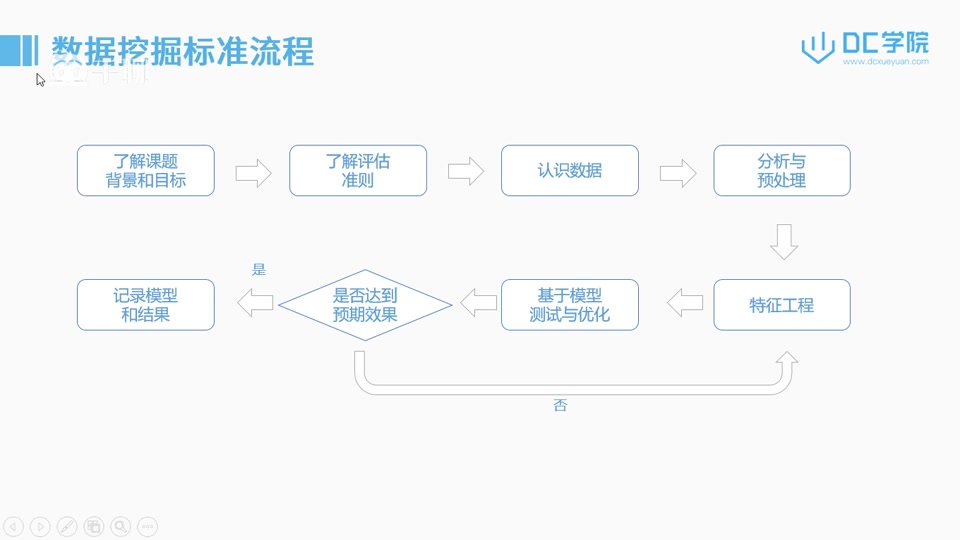 数据挖掘标准流程
千聊
DC学院
www.dcxueyuan.com
了解课题
背景和目标
了解评估
准则
认识数据
分析与
预处理
是
记录模型
和结果
是否达到
预期效果
基于模型
测试与优化
特征工程
否